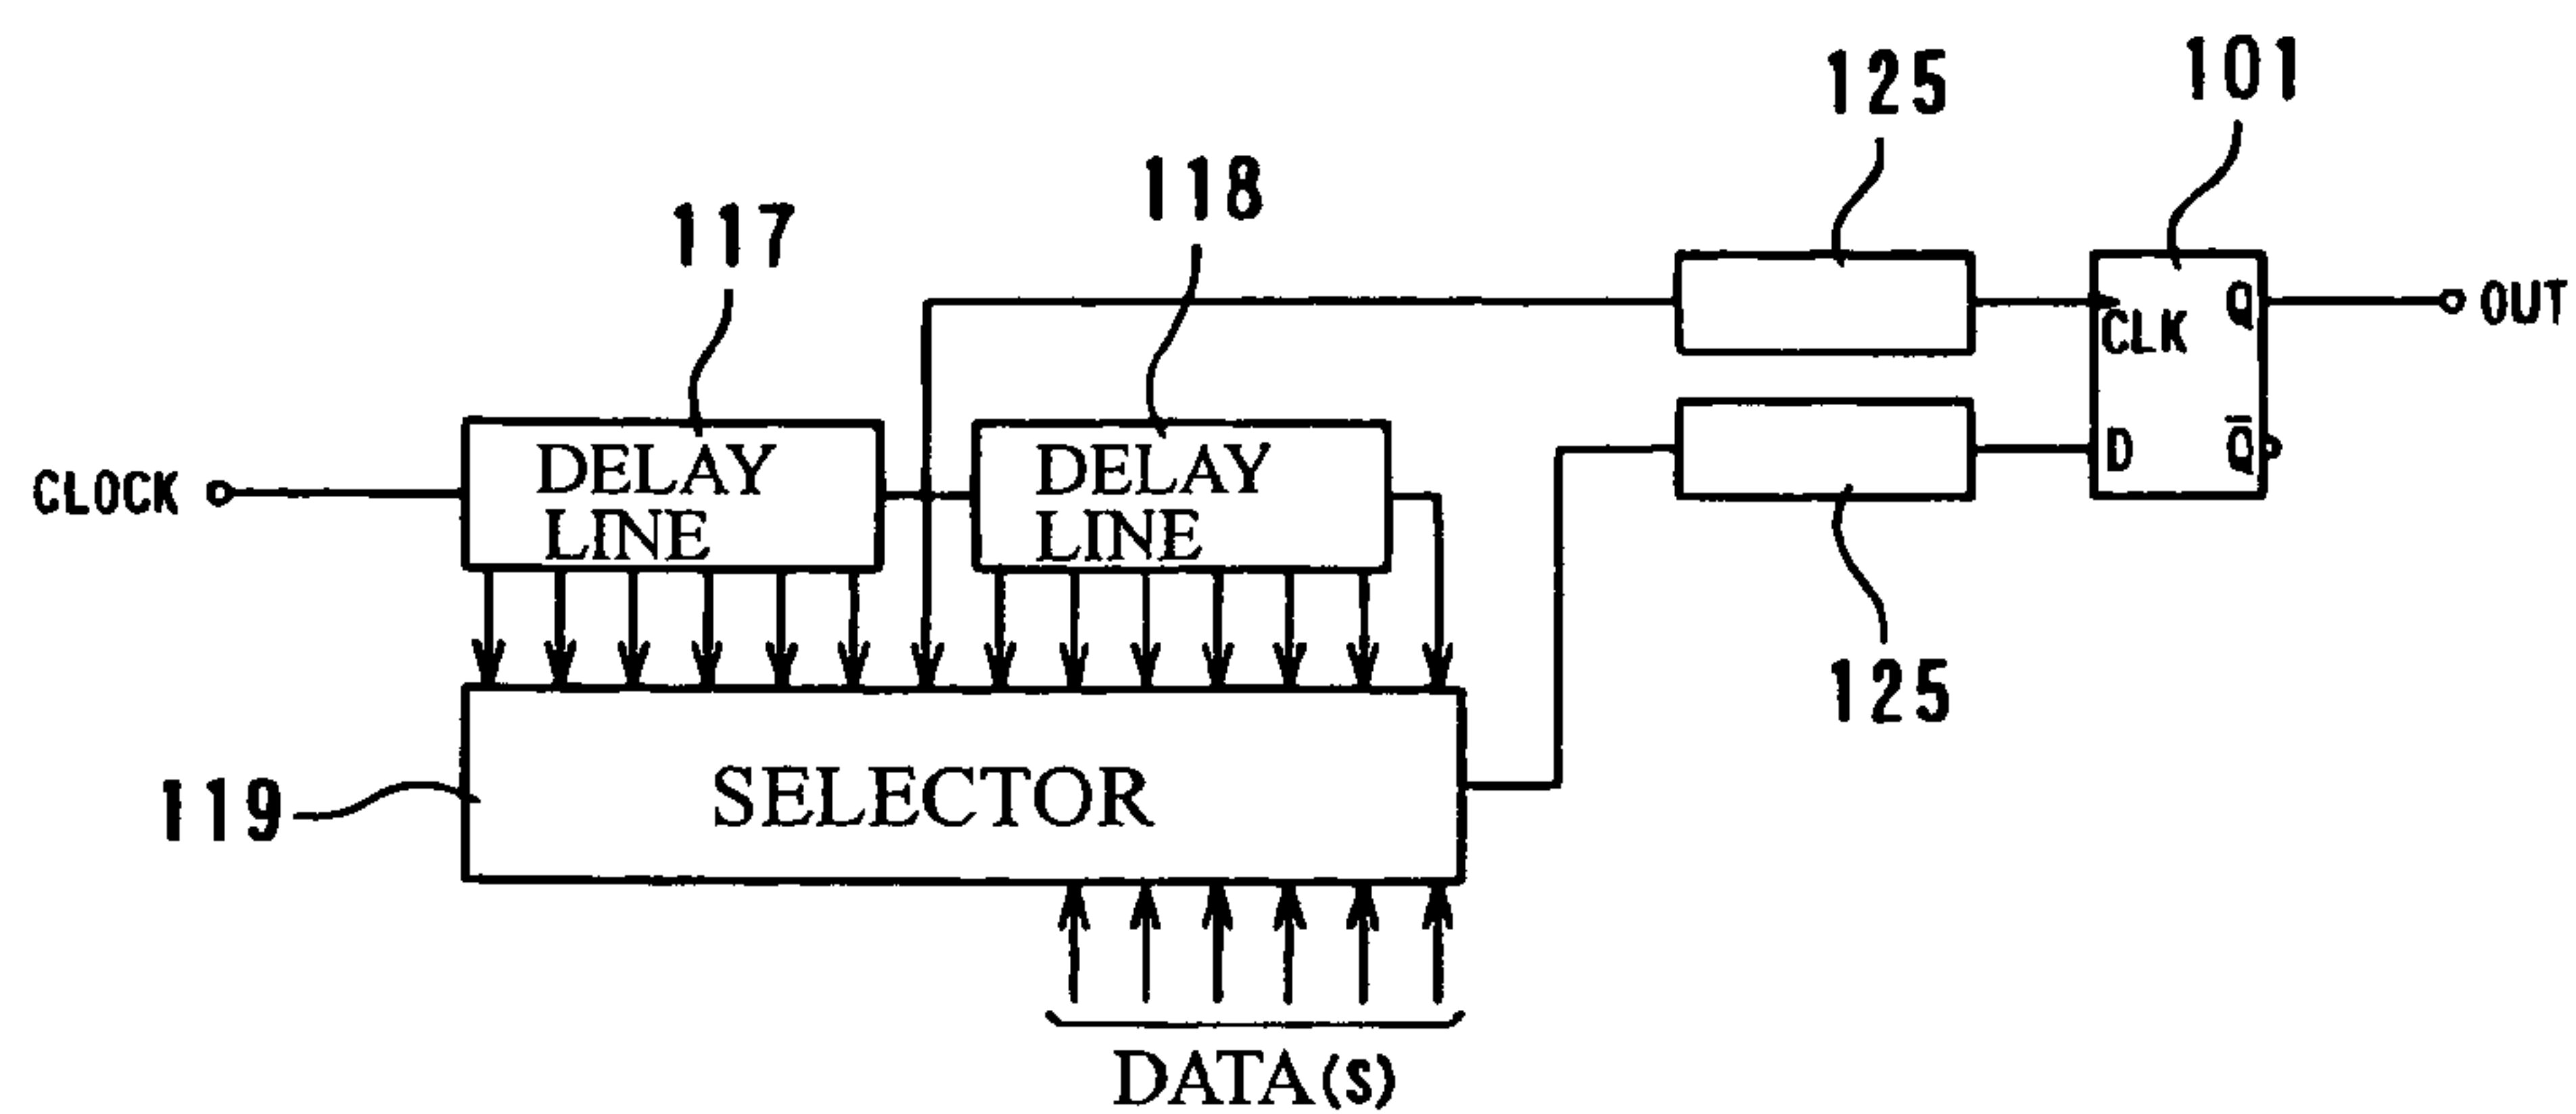 125
101
118
117
CLK
Q
OUT
DELAY
LINE
DELAY
LINE
CLOCK
D
Q̅
125
119
SELECTOR
DATA(S)